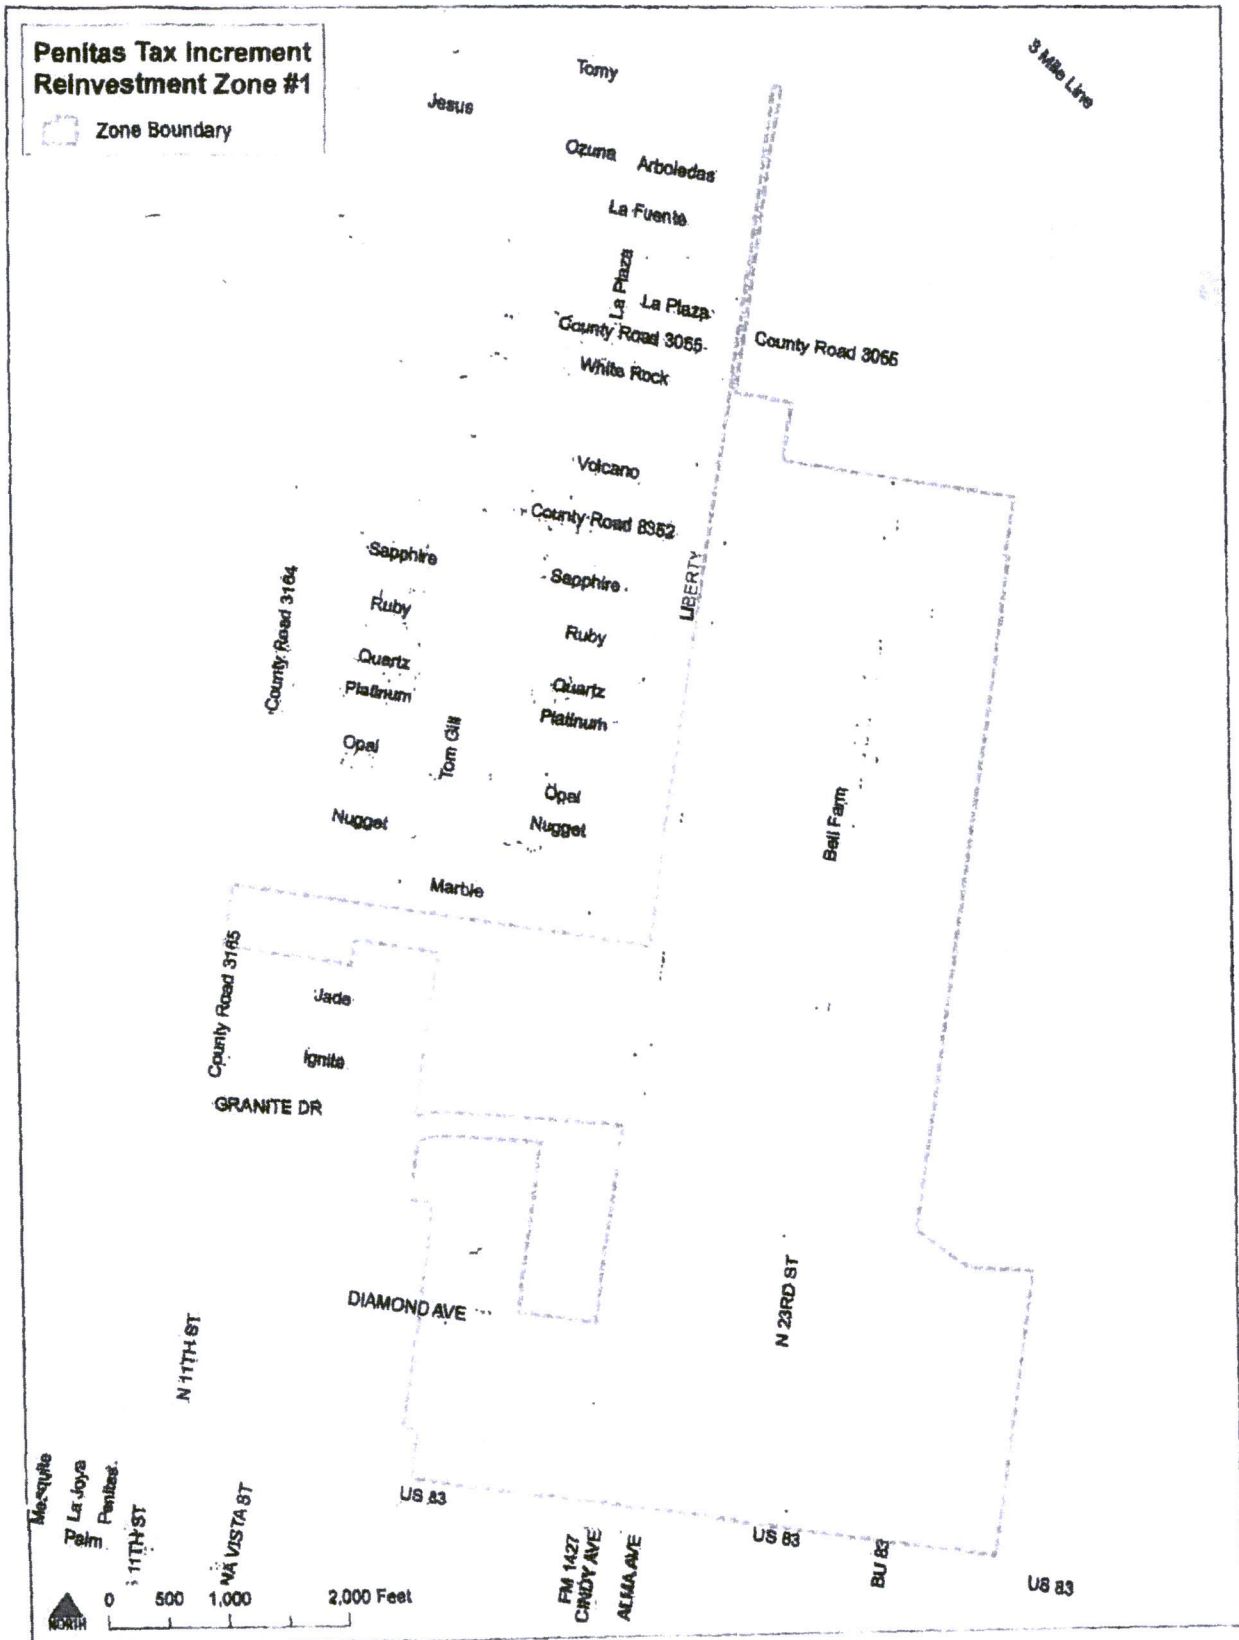 Penitas Tax Increment
Reinvestment Zone #1
Zone Boundary
3 Mile Line
Tomy
Jesus
Ozuna
Arboledas
La Fuente
La Plaza
La Plaza
County Road 3055
County Road 3055
White Rock
Volcano
County Road 8352
Sapphire
Sapphire
LIBERTY
County Road 3164
Ruby
Ruby
Quartz
Quartz
Platinum
Platinum
Tom Gill
Opal
Opal
Bell Farm
Nugget
Nugget
Marble
County Road 3165
Jade
Ignite
GRANITE DR
DIAMOND AVE
N 23RD ST
N 11TH ST
Mesquite
La Joya
Penitas
Palm
11TH ST
NA VISTA ST
US 83
FM 1427
CINDY AVE
ALMA AVE
US 83
BU 83
US 83
NORTH
0 500 1,000 2,000 Feet